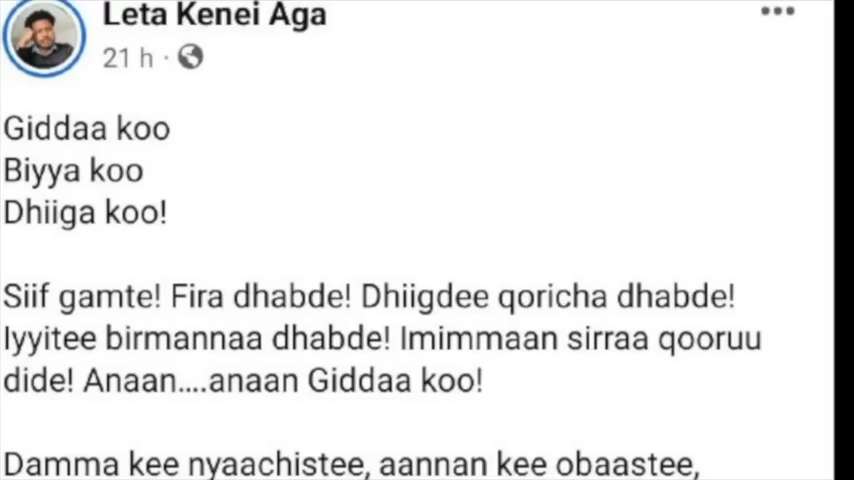 Leta Kenei Aga
21 h ·
Giddaa koo
Biyya koo
Dhiiga koo!
Siif gamte! Fira dhabde! Dhiigdee qoricha dhabde!
Iyyitee birmannaa dhabde! Imimmaan sirraa qooruu
dide! Anaan....anaan Giddaa koo!
Damma kee nyaachistee, aannan kee obaastee,